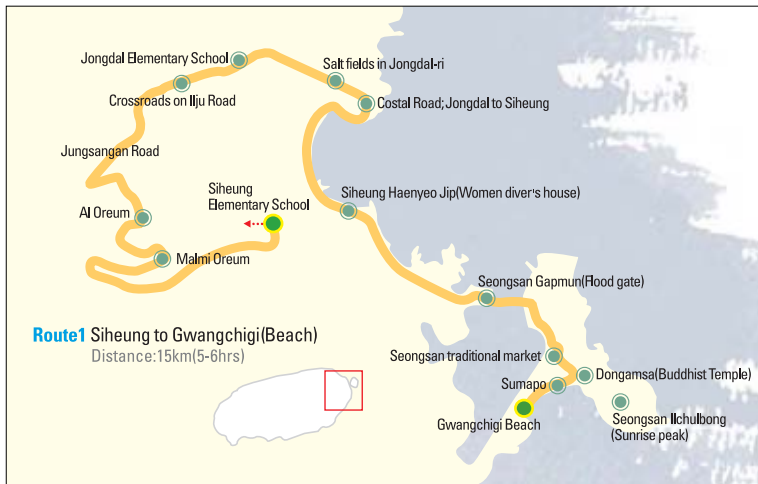 Jongdal Elementary School
Salt fields in Jongdal-ri
Crossroads on Ilju Road
Costal Road; Jongdal to Siheung
Jungsangan Road
Siheung
Elementary School
Siheung Haenyeo Jip(Women diver's house)
Al Oreum
Malmi Oreum
Seongsan Gapmun(Flood gate)
Route1 Siheung to Gwangchigi(Beach)
Distance:15km(5-6hrs)
Seongsan traditional market
Dongamsa(Buddhist Temple)
Sumapo
Gwangchigi Beach
Seongsan Ilchulbong
(Sunrise peak)